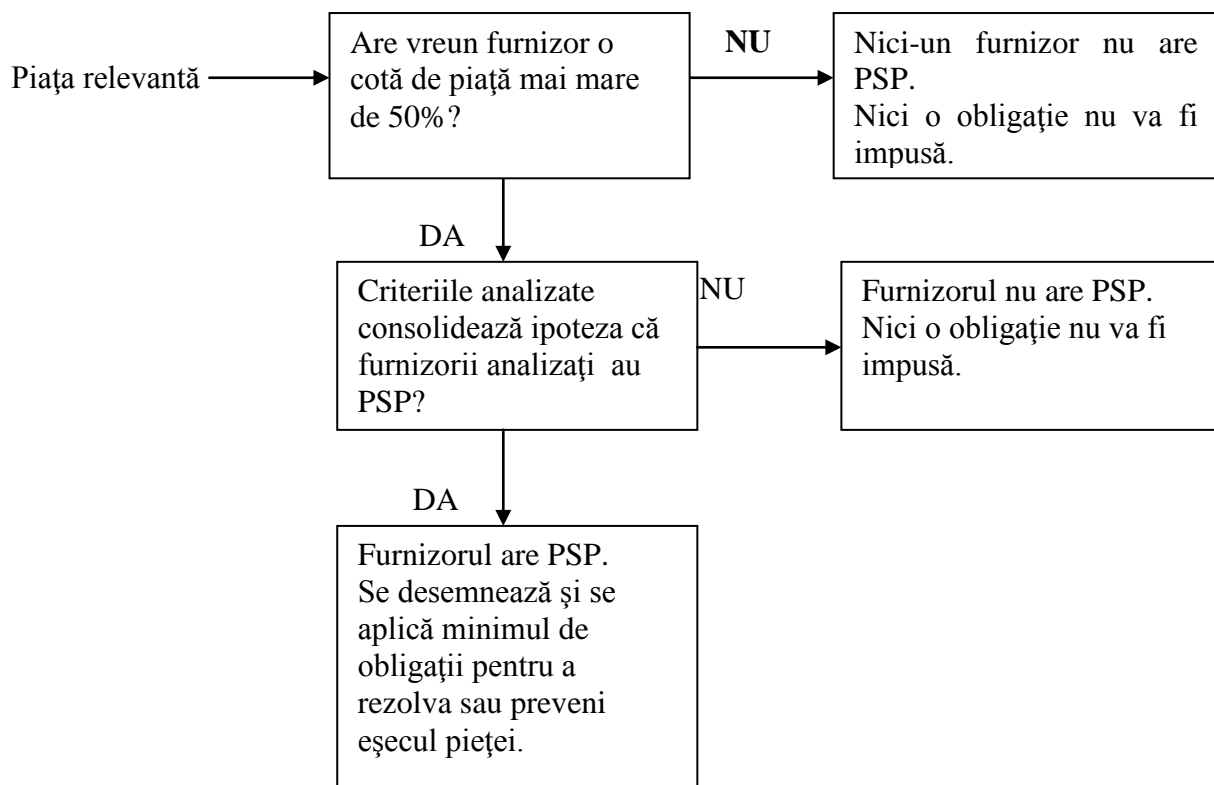 Piaţa relevantă
Are vreun furnizor o
cotă de piaţă mai mare
de 50%?
NU
Nici-un furnizor nu are
PSP.
Nici o obligaţie nu va fi
impusă.
DA
Criteriile analizate
consolidează ipoteza că
furnizorii analizaţi au
PSP?
NU
Furnizorul nu are PSP.
Nici o obligaţie nu va fi
impusă.
DA
Furnizorul are PSP.
Se desemnează şi se
aplică minimul de
obligaţii pentru a
rezolva sau preveni
eşecul pieţei.